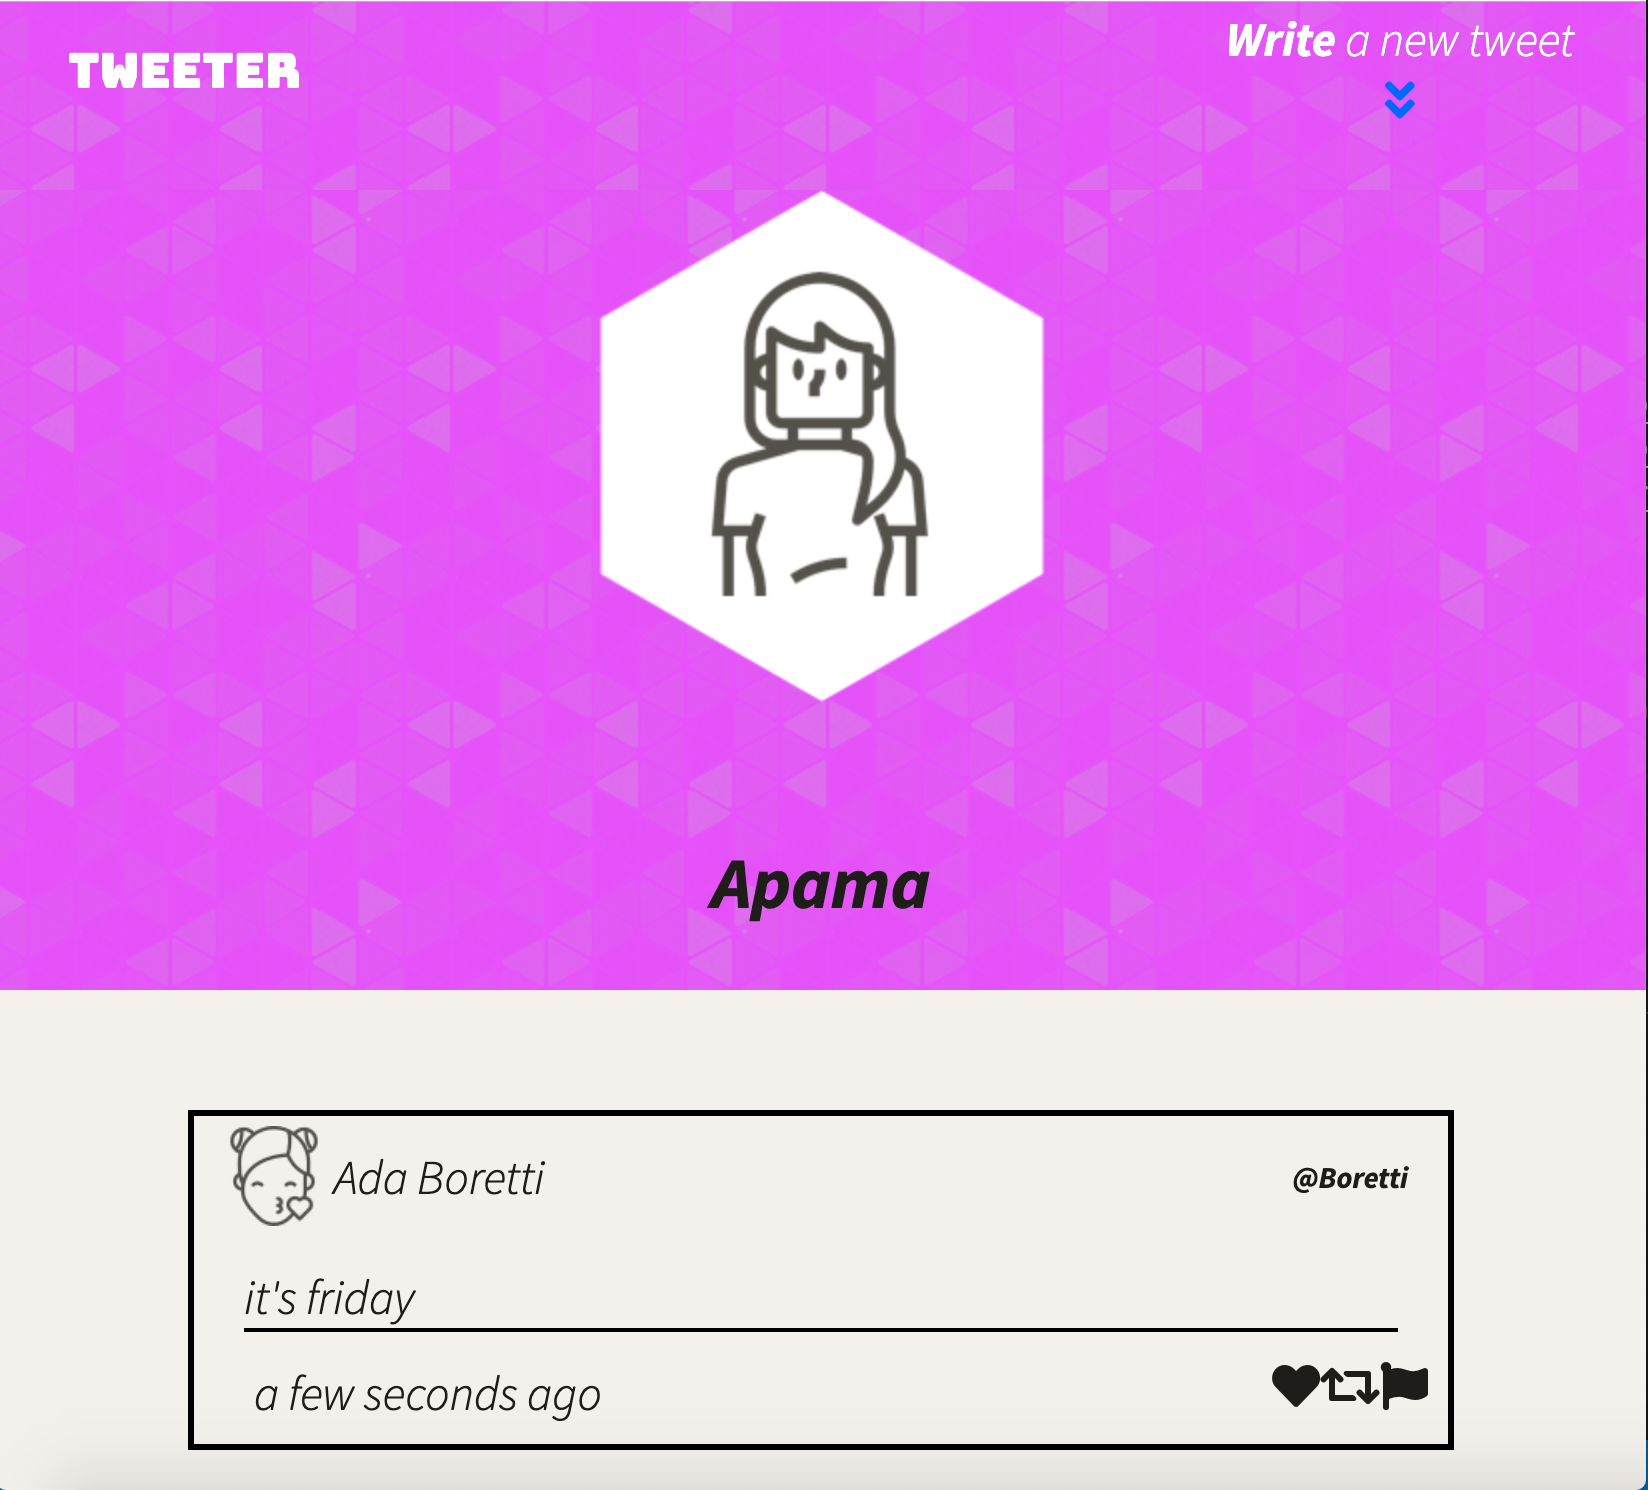 TWEETER
Write a new tweet
Apama
Ada Boretti
@Boretti
it's friday
a few seconds ago